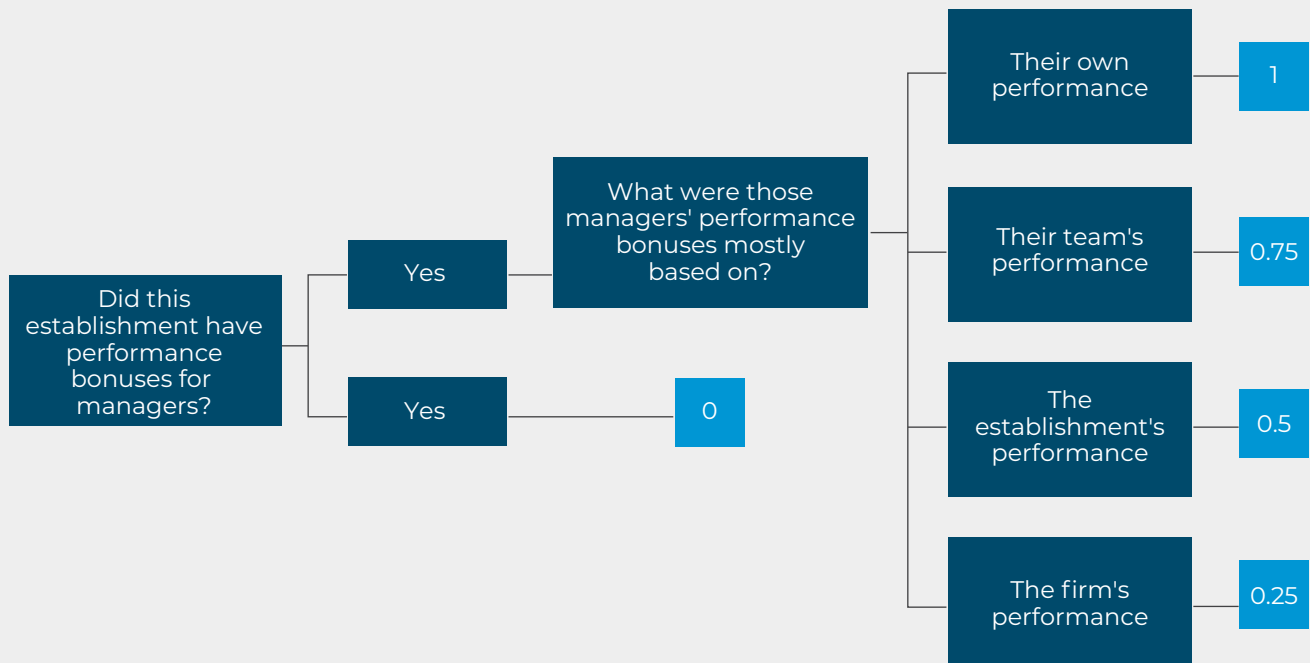 Did this
establishment have
performance
bonuses for
managers?
Yes
Yes
0
What were those
managers' performance
bonuses mostly
based on?
Their own
performance
1
Their team's
performance
0.75
The
establishment's
performance
0.5
The firm's
performance
0.25